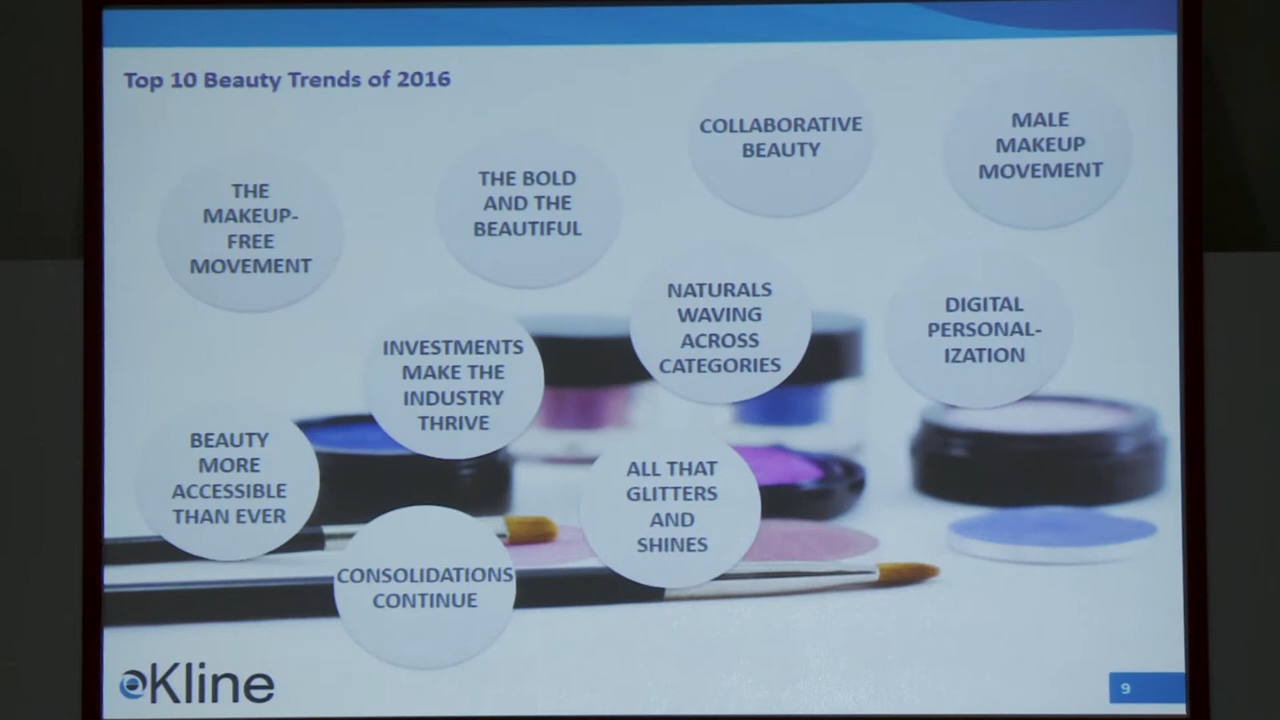 Top 10 Beauty Trends of 2016
THE
MAKEUP-
FREE
MOVEMENT
THE BOLD
AND THE
BEAUTIFUL
COLLABORATIVE
BEAUTY
MALE
MAKEUP
MOVEMENT
INVESTMENTS
MAKE THE
INDUSTRY
THRIVE
NATURALS
WAVING
ACROSS
CATEGORIES
DIGITAL
PERSONAL-
IZATION
BEAUTY
MORE
ACCESSIBLE
THAN EVER
CONSOLIDATIONS
CONTINUE
ALL THAT
GLITTERS
AND
SHINES
Kline
9